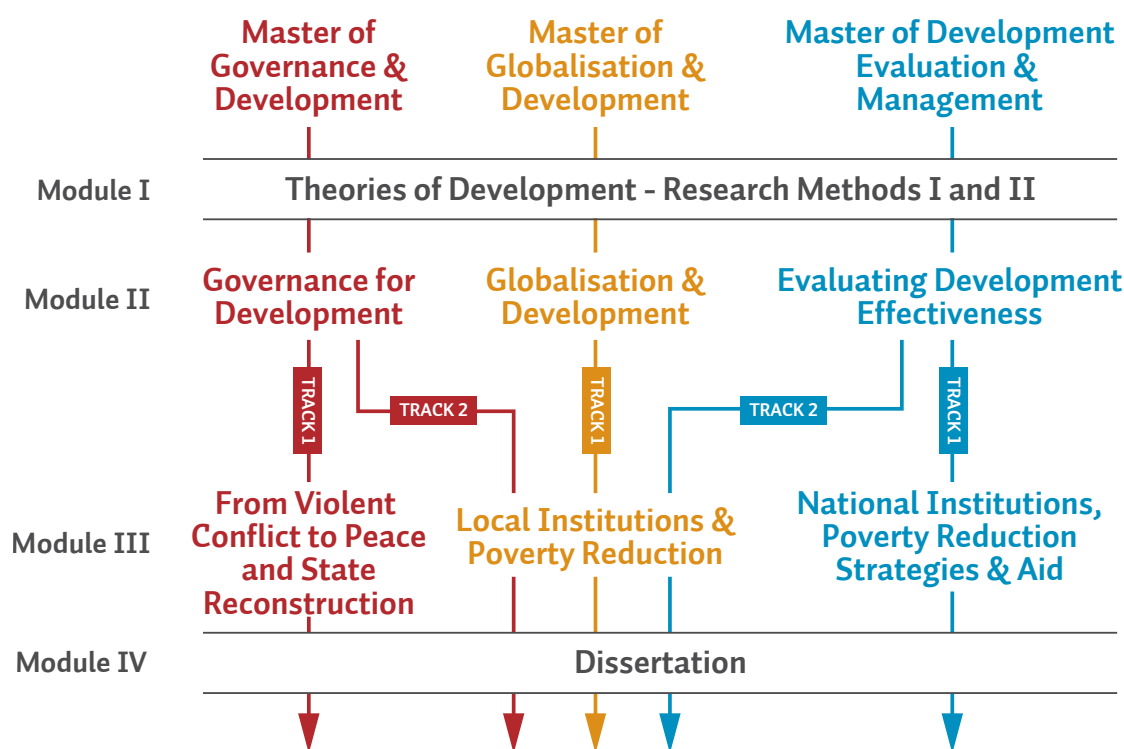 Master of
Governance &
Development
Master of
Globalisation &
Development
Master of Development
Evaluation &
Management
Module I
Theories of Development - Research Methods I and II
Module II
Governance for
Development
Globalisation &
Development
Evaluating Development
Effectiveness
TRACK 1
TRACK 2
TRACK 1
TRACK 2
TRACK 1
Module III
From Violent
Conflict to Peace
and State
Reconstruction
Local Institutions &
Poverty Reduction
National Institutions,
Poverty Reduction
Strategies & Aid
Module IV
Dissertation